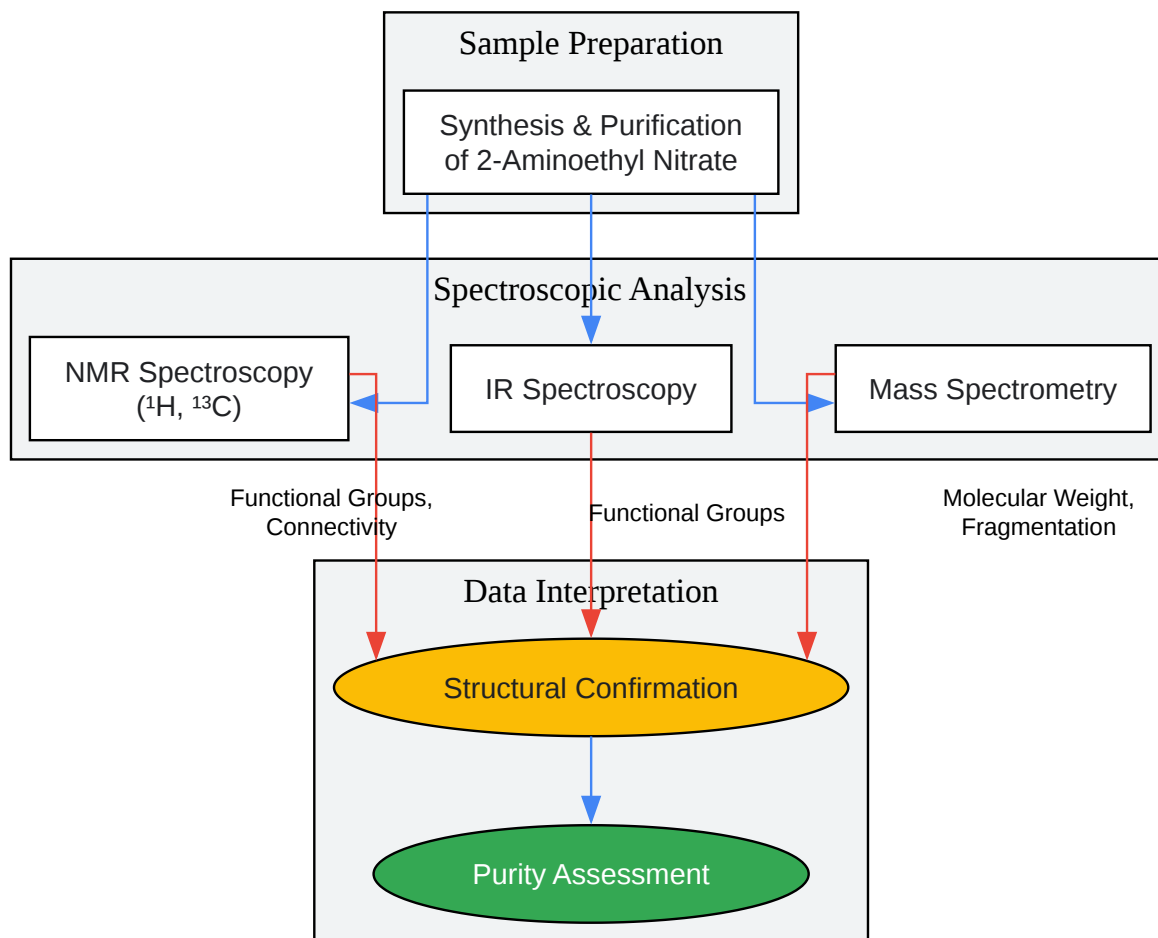 Sample Preparation
Synthesis & Purification
of 2-Aminoethyl Nitrate
Spectroscopic Analysis
NMR Spectroscopy
(¹H, ¹³C)
IR Spectroscopy
Mass Spectrometry
Functional Groups,
Connectivity
Functional Groups
Molecular Weight,
Fragmentation
Data Interpretation
Structural Confirmation
Purity Assessment